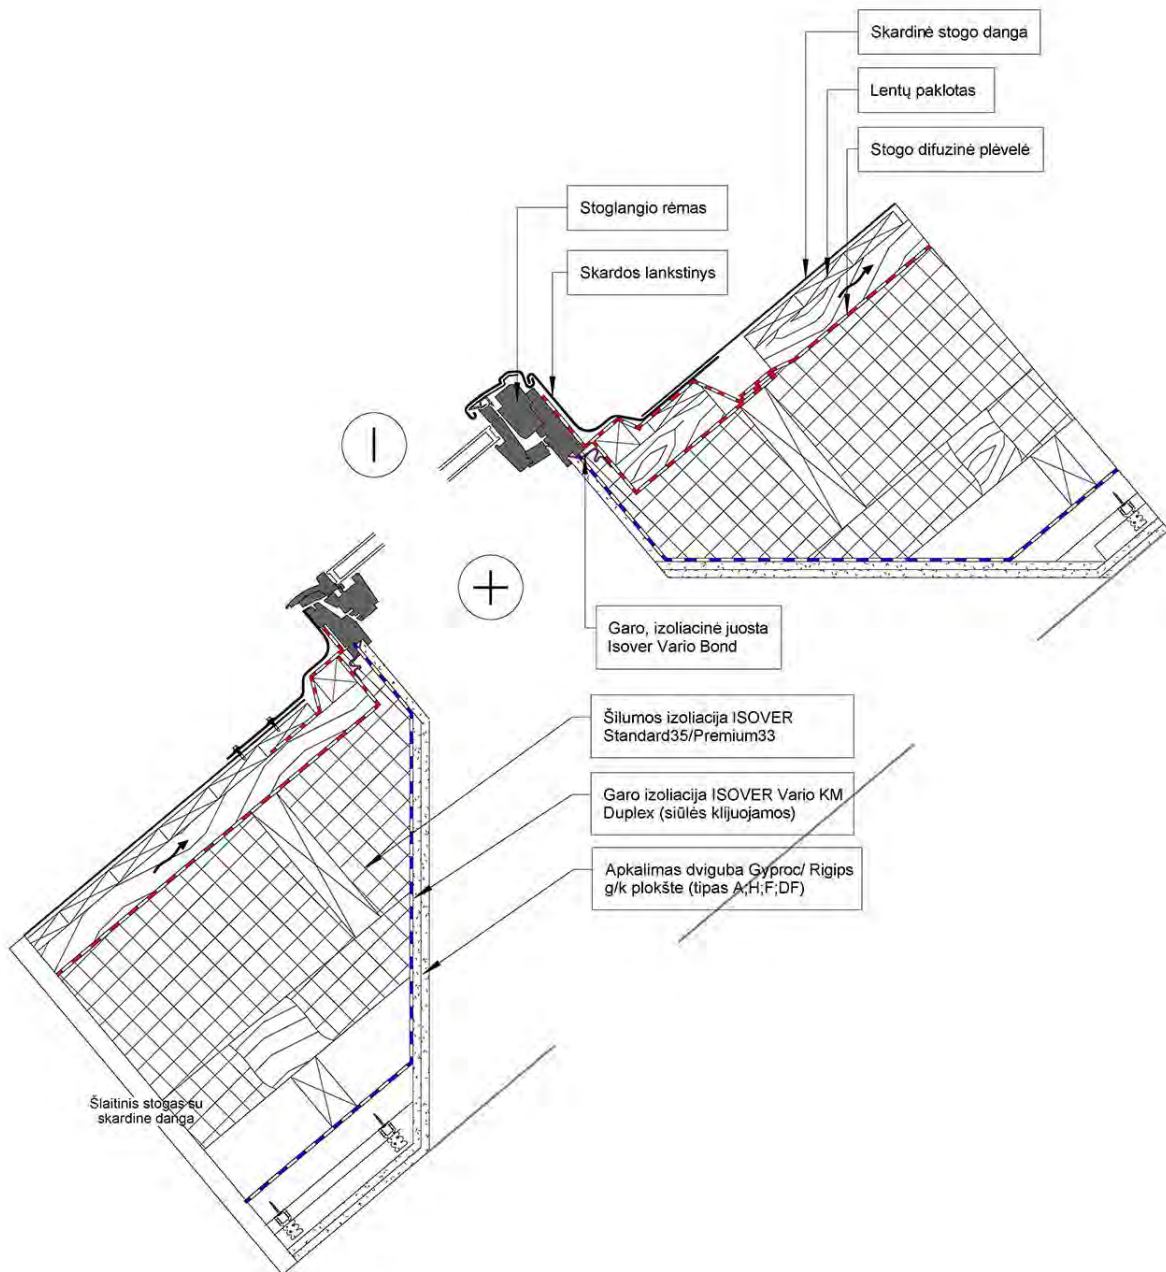 Skardinė stogo danga
Lentų paklotas
Stogo difuzinė plėvelė
Stoglangio rėmas
Skardos lankstinys
Garo, izoliacinė juosta
Isover Vario Bond
Šilumos izoliacija ISOVER
Standard35/Premium33
Garo izoliacija ISOVER Vario KM
Duplex (siūlės klijuojamos)
Apkalimas dviguba Gyproc/ Rigips
g/k plokšte (tipas A;H;F;DF)
Šlaitinis stogas su
skardine danga